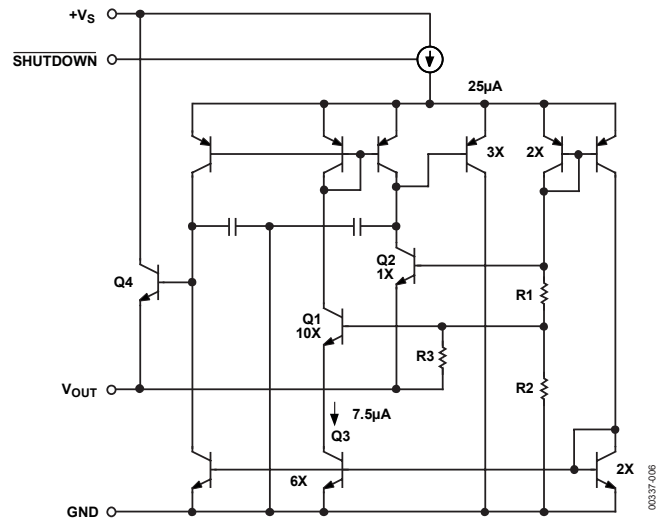 +VS
SHUTDOWN
25µA
3X
2X
Q2
1X
Q4
R1
Q1
10X
R3
VOUT
R2
7.5µA
Q3
6X
2X
GND
00337-006